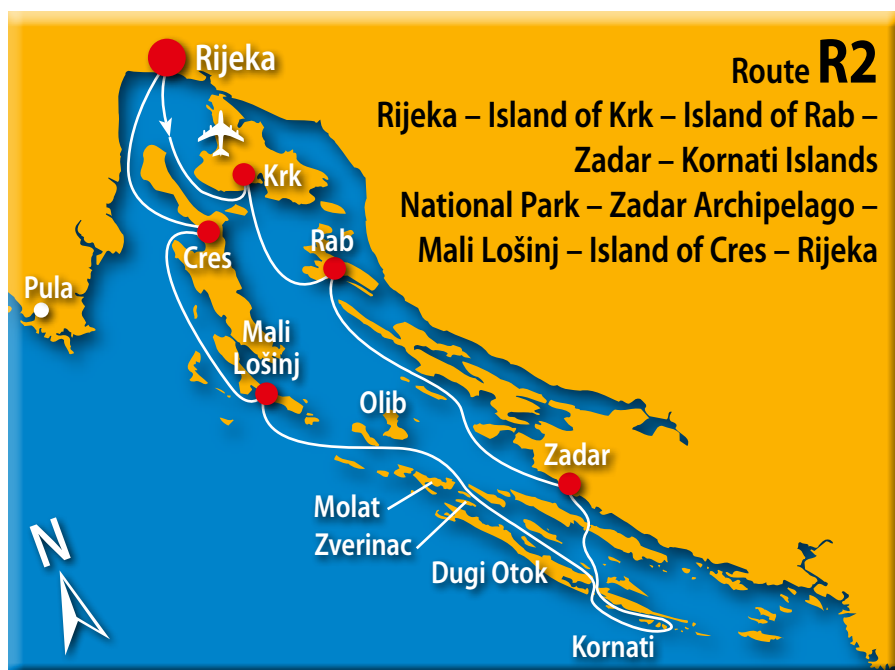 Rijeka
Route R2
Rijeka – Island of Krk – Island of Rab –
Zadar – Kornati Islands
National Park – Zadar Archipelago –
Mali Lošinj – Island of Cres – Rijeka
Krk
Rab
Cres
Pula
Mali
Lošinj
Olib
Zadar
Molat
Zverinac
Dugi Otok
Kornati
N